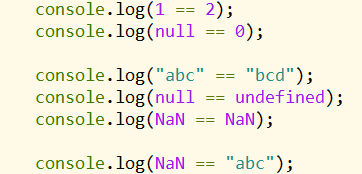 console.log(1 == 2);
console.log(null == 0);
console.log("abc" == "bcd");
console.log(null == undefined);
console.log(NaN == NaN);
console.log(NaN == "abc");